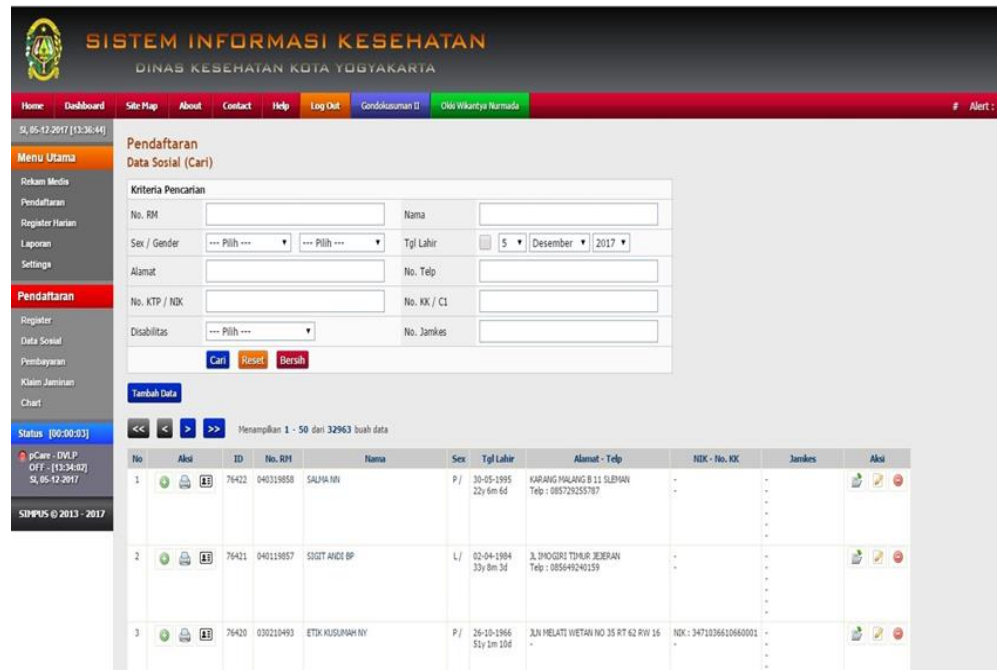 SISTEM INFORMASI KESEHATAN
DINAS KESEHATAN KOTA YOGYAKARTA
Home Dashboard Site Map About Contact Help Log Out Gondokusuman II Okki Wikantya Nurmada # Alert :
Sl, 05-12-2017 [13:36:44]
Menu Utama
Rekam Medis
Pendaftaran
Register Harian
Laporan
Settings
Pendaftaran
Register
Data Sosial
Pembayaran
Klaim Jaminan
Chart
Status [00:00:03]
pCare - DVLP
OFF - [13:34:02]
Sl, 05-12-2017
SIMPUS © 2013 - 2017
Pendaftaran
Data Sosial (Cari)
Kriteria Pencarian
No. RM Nama
Sex / Gender --- Pilih --- --- Pilih --- Tgl Lahir 5 Desember 2017
Alamat No. Telp
No. KTP / NIK No. KK / C1
Disabilitas --- Pilih --- No. Jamkes
Cari Reset Bersih
Tambah Data
<< < > >> Menampilkan 1 - 50 dari 32963 buah data
No Aksi ID No. RM Nama Sex Tgl Lahir Alamat - Telp NIK - No. KK Jamkes Aksi
1 76422 040319858 SALMA NN P / 30-05-1995 KARANG MALANG B 11 SLEMAN - -
22y 6m 6d Telp : 085729255787 - -
-
-
-
2 76421 040119857 SIGIT ANDI BP L / 02-04-1984 JL IMOGIRI TIMUR JEJERAN - -
33y 8m 3d Telp : 085649240159 - -
-
-
-
3 76420 030210493 ETIK KUSUMAH NY P / 26-10-1966 JLN MELATI WETAN NO 35 RT 62 RW 16 NIK : 3471036610660001 -
51y 1m 10d - -
-